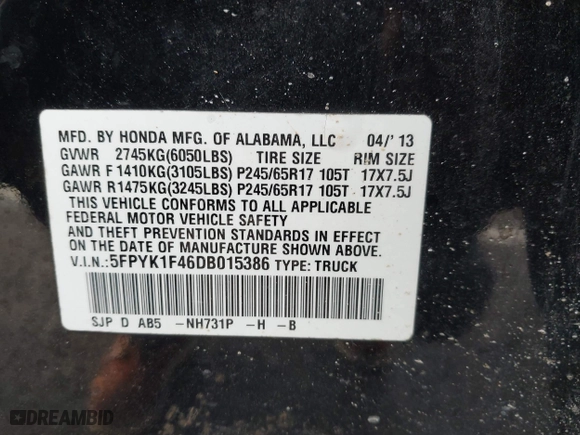 MFD. BY HONDA MFG. OF ALABAMA, LLC 04/'13
GVWR 2745KG(6050LBS) TIRE SIZE RIM SIZE
GAWR F 1410KG(3105LBS) P245/65R17 105T 17X7.5J
GAWR R1475KG(3245LBS) P245/65R17 105T 17X7.5J
THIS VEHICLE CONFORMS TO ALL APPLICABLE
FEDERAL MOTOR VEHICLE SAFETY
AND THEFT PREVENTION STANDARDS IN EFFECT
ON THE DATE OF MANUFACTURE SHOWN ABOVE.
V.I.N.:5FPYK1F46DB015386 TYPE: TRUCK
SJP D AB5 -NH731P -H -B
DREAMBID